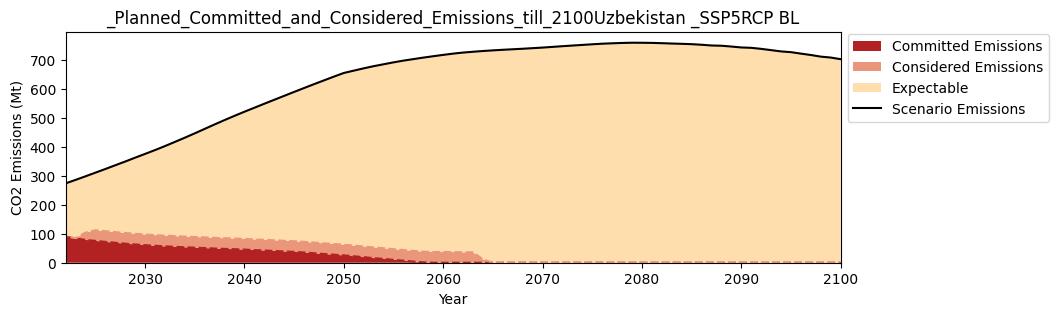 _Planned_Committed_and_Considered_Emissions_till_2100Uzbekistan _SSP5RCP BL
CO2 Emissions (Mt)
700
600
500
400
300
200
100
0
2030 2040 2050 2060 2070 2080 2090 2100
Year
Committed Emissions
Considered Emissions
Expectable
Scenario Emissions